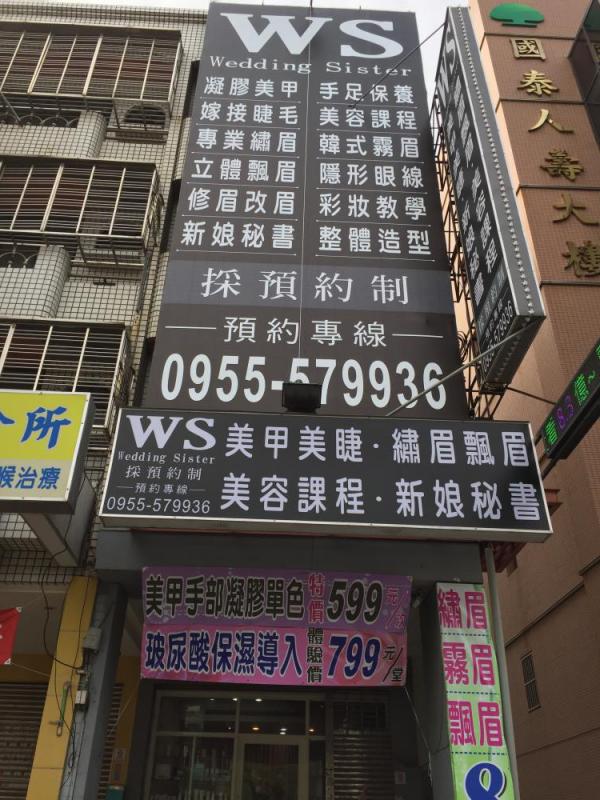 WS
Wedding Sister
凝膠美甲 手足保養
嫁接睫毛 美容課程
專業繡眉 韓式霧眉
立體飄眉 隱形眼線
修眉改眉 彩妝教學
新娘秘書 整體造型
採預約制
預約專線
0955-579936
WS
國泰人壽大樓
所
喉治療
WS
Wedding Sister
採預約制
預約專線
0955-579936
美甲美睫·繡眉飄眉
美容課程·新娘秘書
美甲手部凝膠單色 特價 599
玻尿酸保濕導入 體驗價 799 元/堂
繡眉
霧眉
飄眉